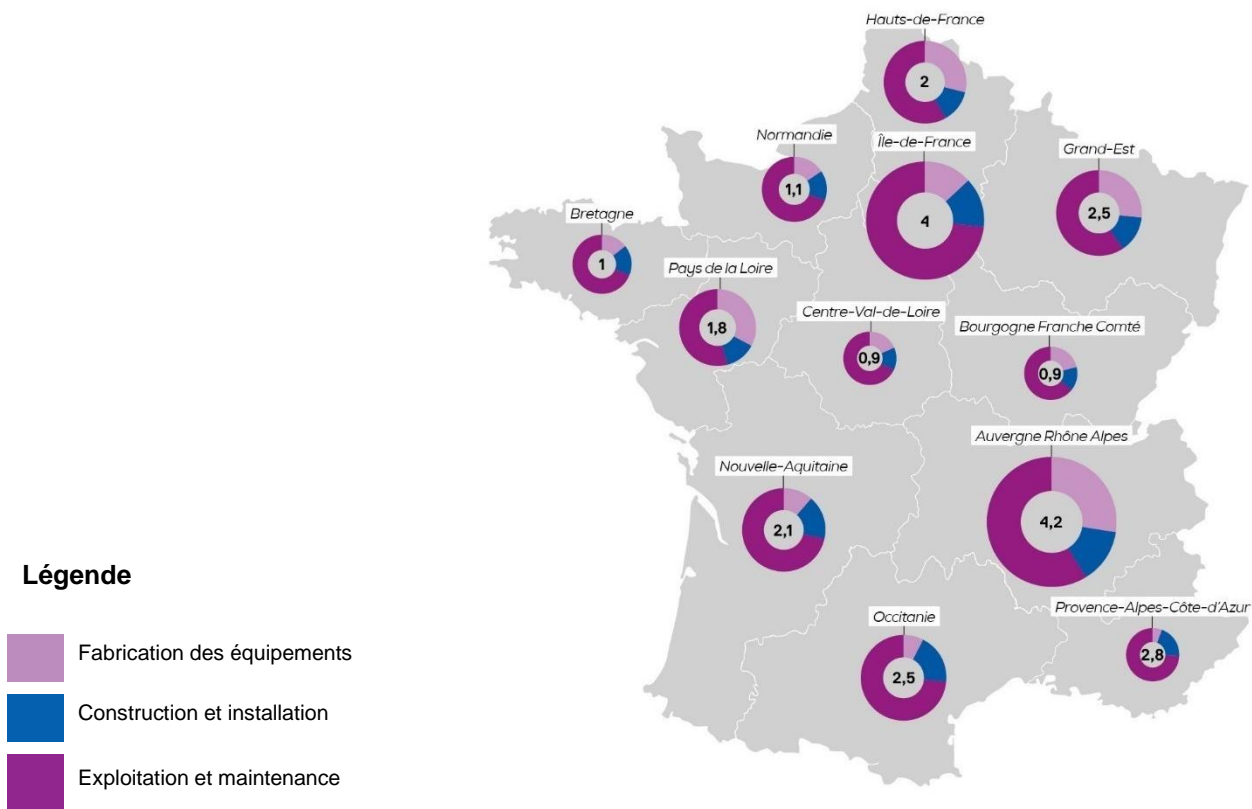 Hauts-de-France
2
Normandie
1,1
Île-de-France
4
Grand-Est
2,5
Bretagne
1
Pays de la Loire
1,8
Centre-Val-de-Loire
0,9
Bourgogne Franche Comté
0,9
Auvergne Rhône Alpes
4,2
Nouvelle-Aquitaine
2,1
Occitanie
2,5
Provence-Alpes-Côte-d'Azur
2,8
Légende
Fabrication des équipements
Construction et installation
Exploitation et maintenance